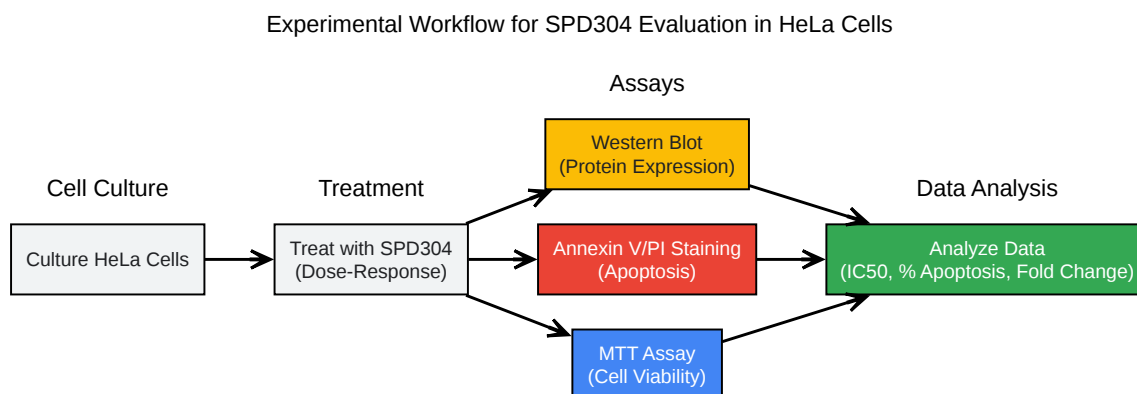 Experimental Workflow for SPD304 Evaluation in HeLa Cells
Cell Culture
Culture HeLa Cells
Treatment
Treat with SPD304
(Dose-Response)
Assays
Western Blot
(Protein Expression)
Annexin V/PI Staining
(Apoptosis)
MTT Assay
(Cell Viability)
Data Analysis
Analyze Data
(IC50, % Apoptosis, Fold Change)